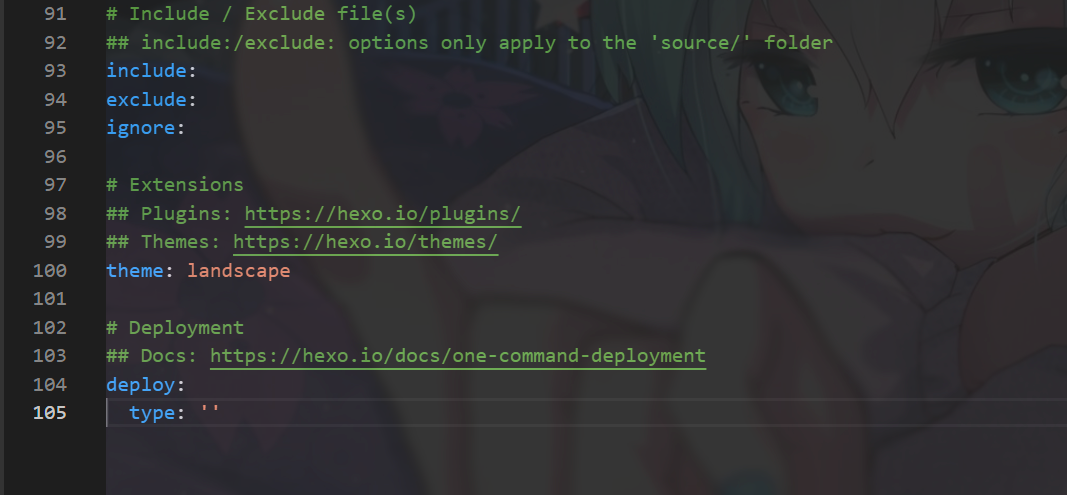 91 # Include / Exclude file(s)
92 ## include:/exclude: options only apply to the 'source/' folder
93 include:
94 exclude:
95 ignore:
96
97 # Extensions
98 ## Plugins: https://hexo.io/plugins/
99 ## Themes: https://hexo.io/themes/
100 theme: landscape
101
102 # Deployment
103 ## Docs: https://hexo.io/docs/one-command-deployment
104 deploy:
105   type: ''